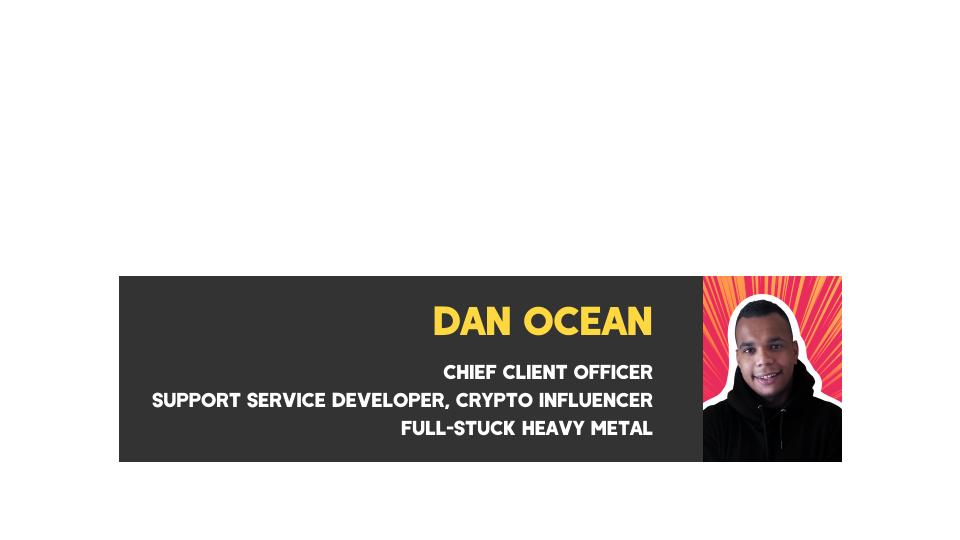 DAN OCEAN
CHIEF CLIENT OFFICER
SUPPORT SERVICE DEVELOPER, CRYPTO INFLUENCER
FULL-STUCK HEAVY METAL